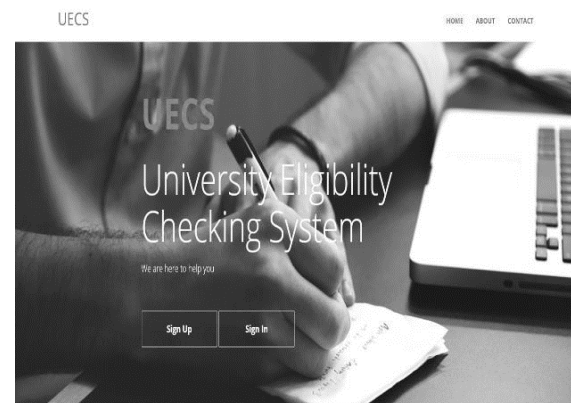 UECS
HOME ABOUT CONTACT
UECS
University Eligibility
Checking System
We are here to help you
Sign Up Sign In